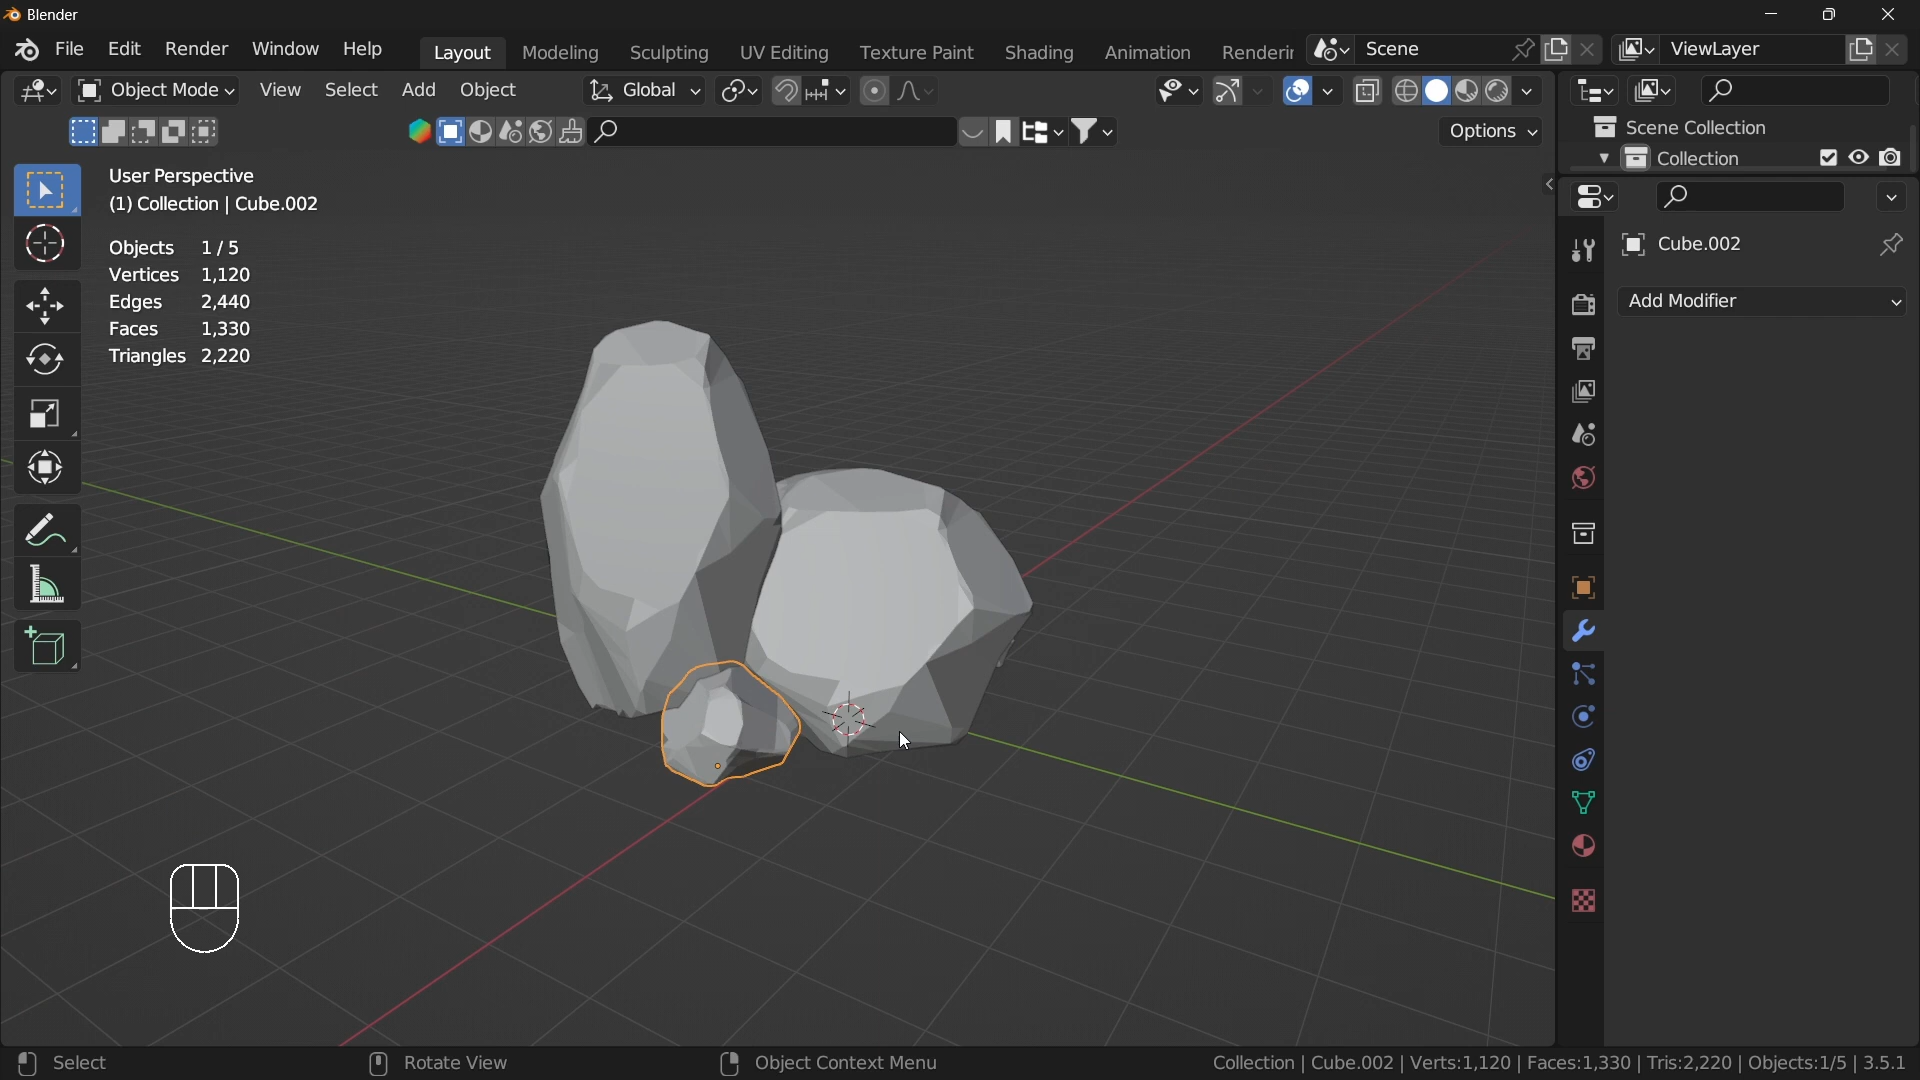 Blender
File Edit Render Window Help
Layout Modeling Sculpting UV Editing Texture Paint Shading Animation Renderin
Scene
ViewLayer
Object Mode View Select Add Object
Global
Options
Scene Collection
Collection
User Perspective
(1) Collection | Cube.002
Objects 1 / 5
Vertices 1,120
Edges 2,440
Faces 1,330
Triangles 2,220
Cube.002
Add Modifier
Select
Rotate View
Object Context Menu
Collection | Cube.002 | Verts:1,120 | Faces:1,330 | Tris:2,220 | Objects:1/5 | 3.5.1